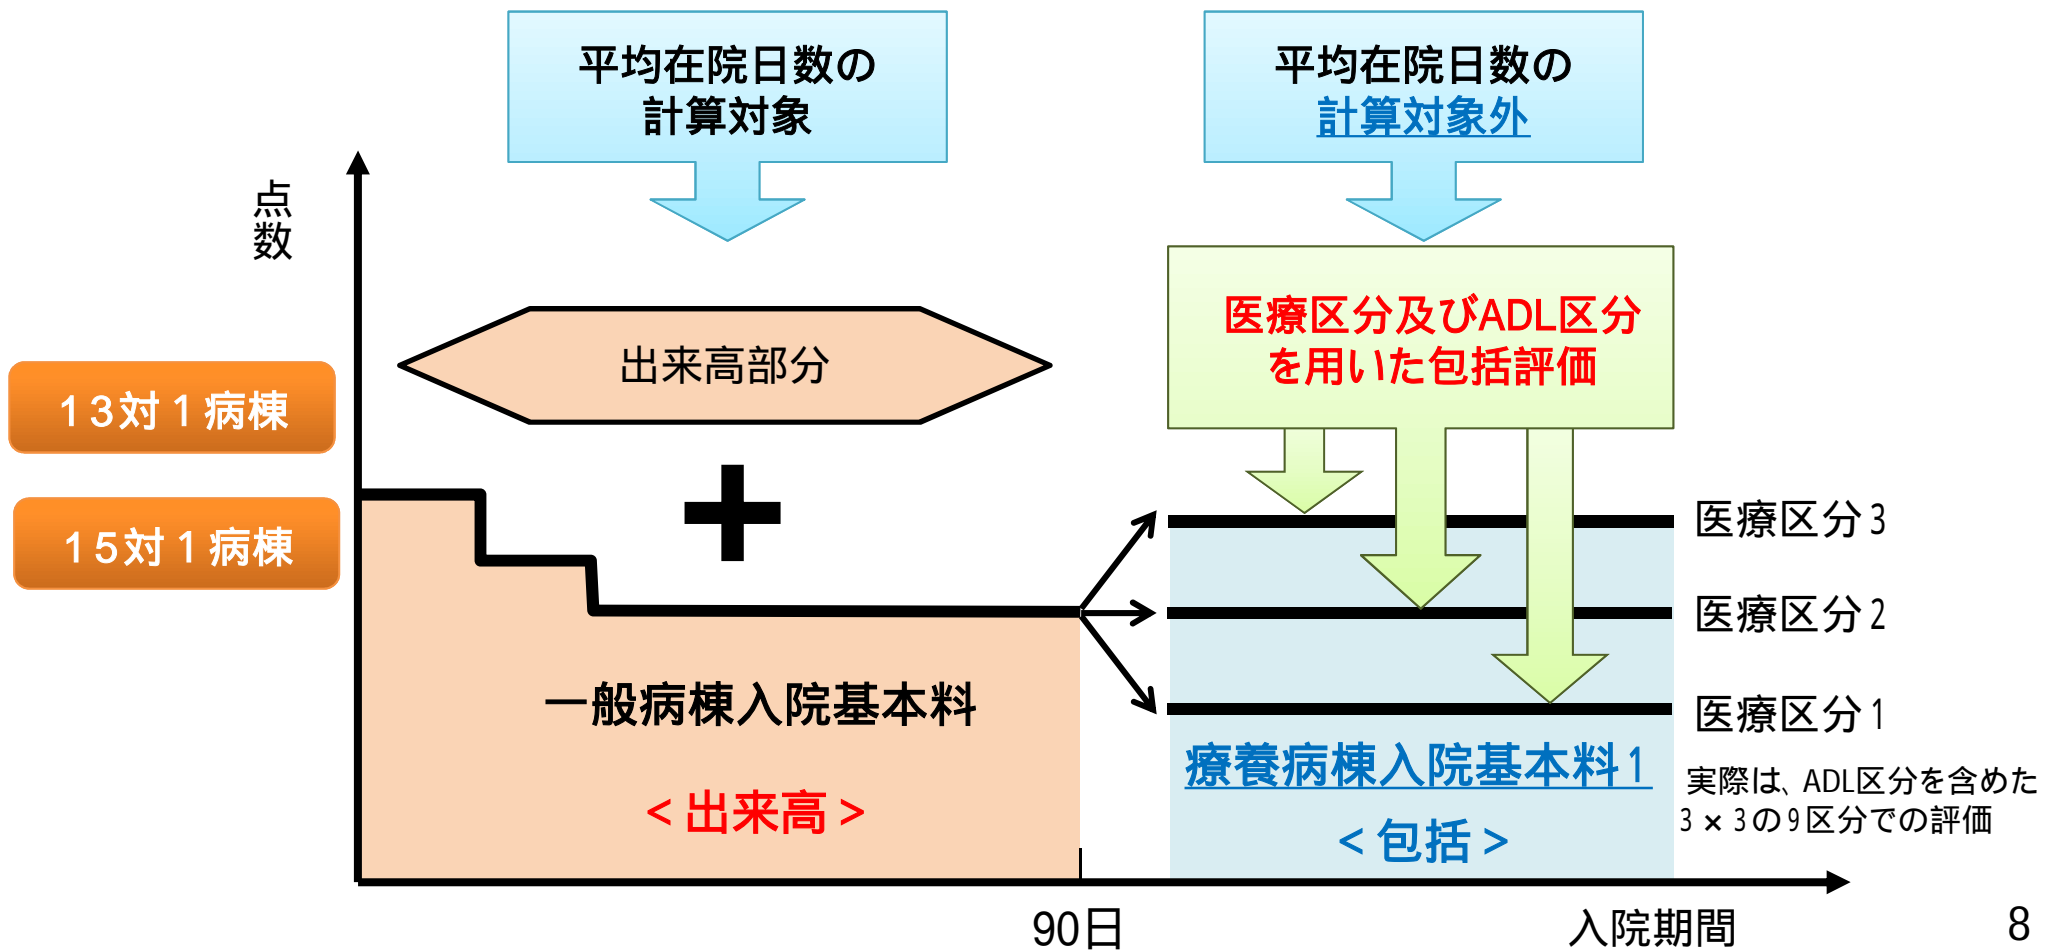 平均在院日数の
計算対象
平均在院日数の
計算対象外
点数
医療区分及びADL区分
を用いた包括評価
出来高部分
１３対１病棟
１５対１病棟
医療区分3
医療区分2
医療区分1
一般病棟入院基本料
＜出来高＞
療養病棟入院基本料1
＜包括＞
実際は、ADL区分を含めた
3×3の9区分での評価
90日
入院期間
8